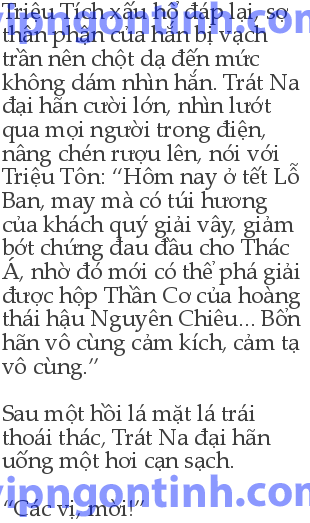 Triệu Tích xấu hổ đáp lại, sợ
thân phận của hắn bị vạch
trần nên chột dạ đến mức
không dám nhìn hắn. Trát Na
đại hãn cười lớn, nhìn lướt
qua mọi người trong điện,
nâng chén rượu lên, nói với
Triệu Tôn: “Hôm nay ở tết Lỗ
Ban, may mà có túi hương
của khách quý giải vây, giảm
bớt chứng đau đầu cho Thác
Á, nhờ đó mới có thể phá giải
được hộp Thần Cơ của hoàng
thái hậu Nguyên Chiêu... Bổn
hãn vô cùng cảm kích, cảm tạ
vô cùng.”
Sau một hồi lá mặt lá trái
thoái thác, Trát Na đại hãn
uống một hơi cạn sạch.
vipngontinh.com
“Các vị, mời!”